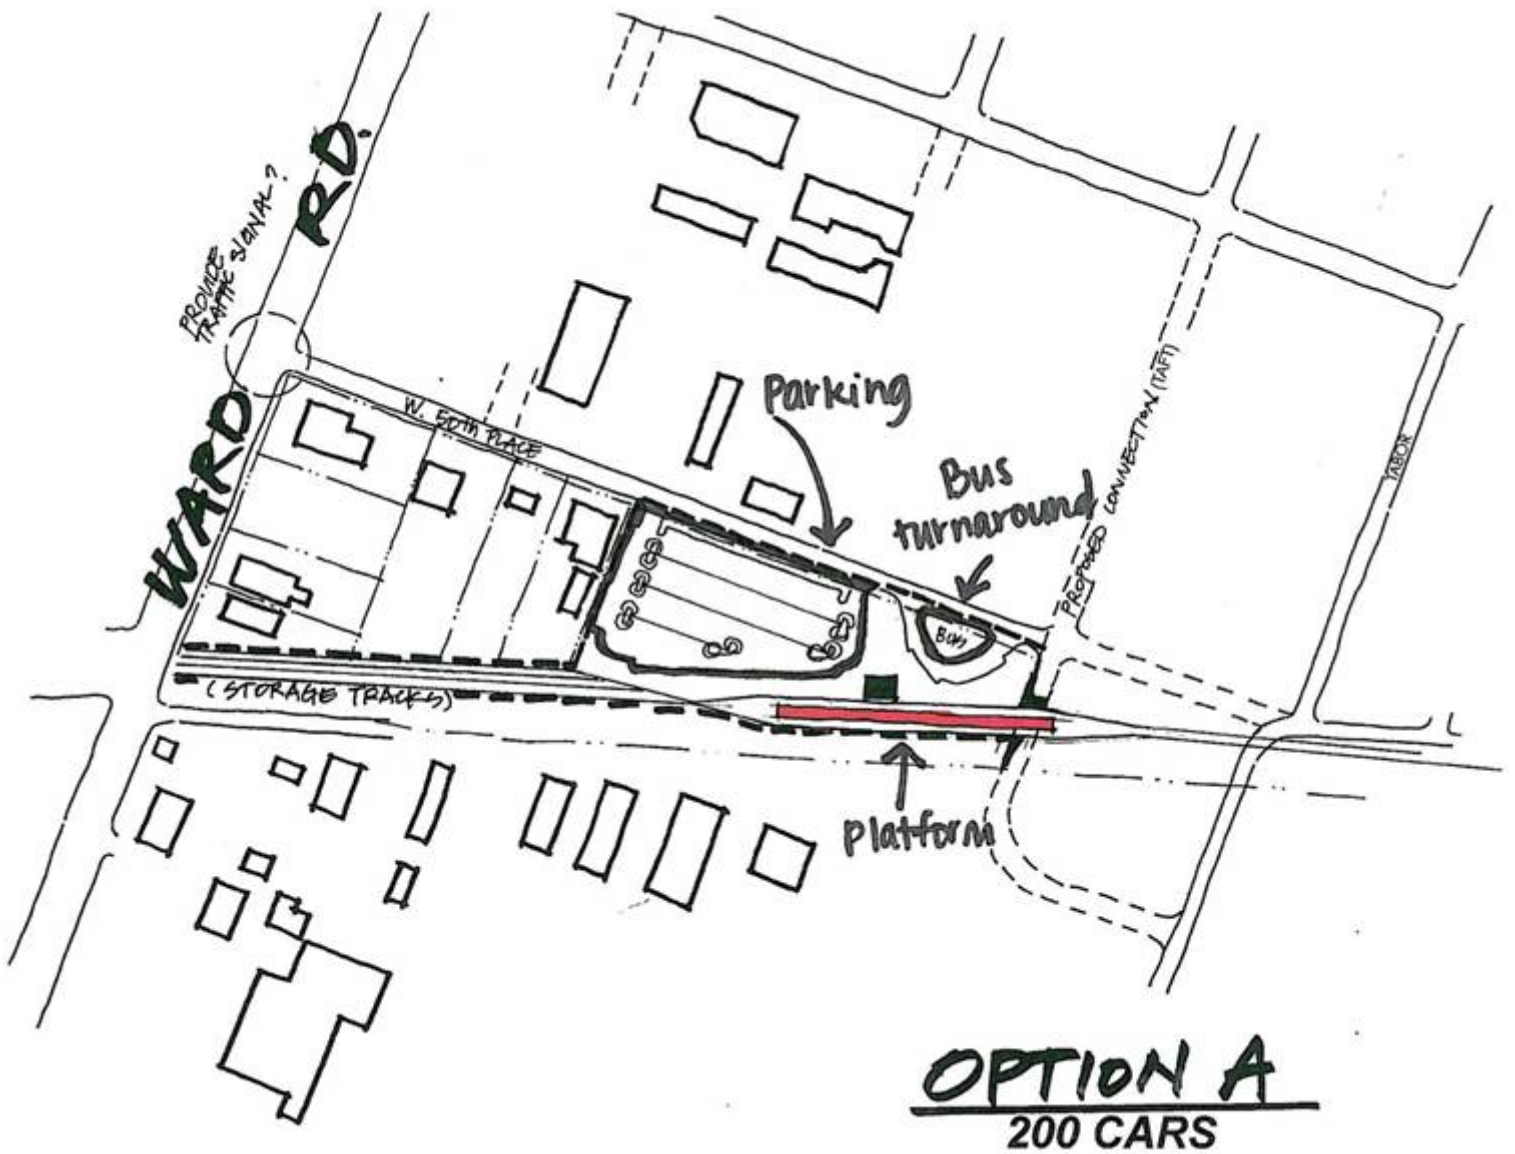 RD.
PROVIDE
TRAFFIC SIGNAL?
WARD
W. 50th PLACE
Parking
Bus
turnaround
PROPOSED CONNECTION (TAFT)
TABOR
BUS
(STORAGE TRACKS)
Platform
OPTION A
200 CARS